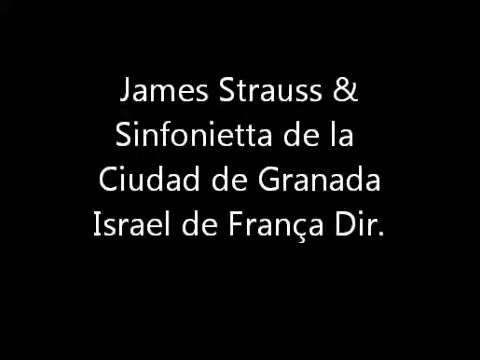 James Strauss &
Sinfonietta de la
Ciudad de Granada
Israel de França Dir.